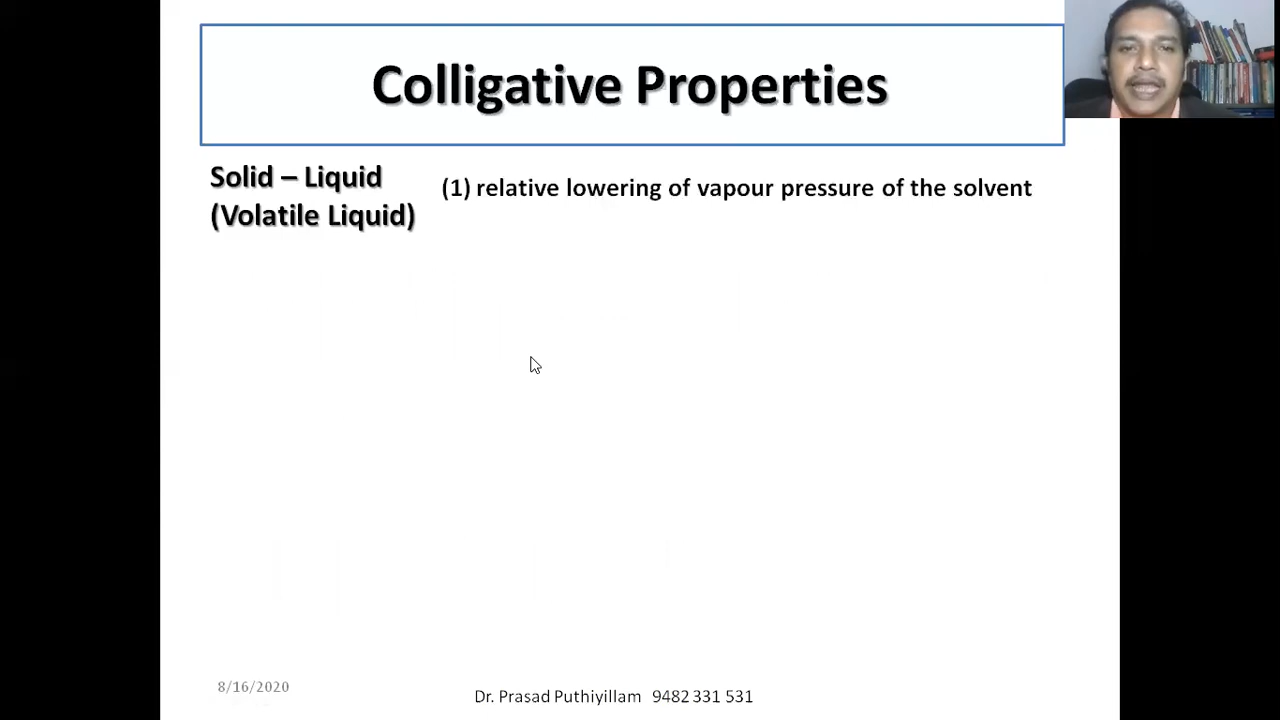 Colligative Properties
Solid – Liquid
(Volatile Liquid)
(1) relative lowering of vapour pressure of the solvent
8/16/2020
Dr. Prasad Puthiyillam 9482 331 531